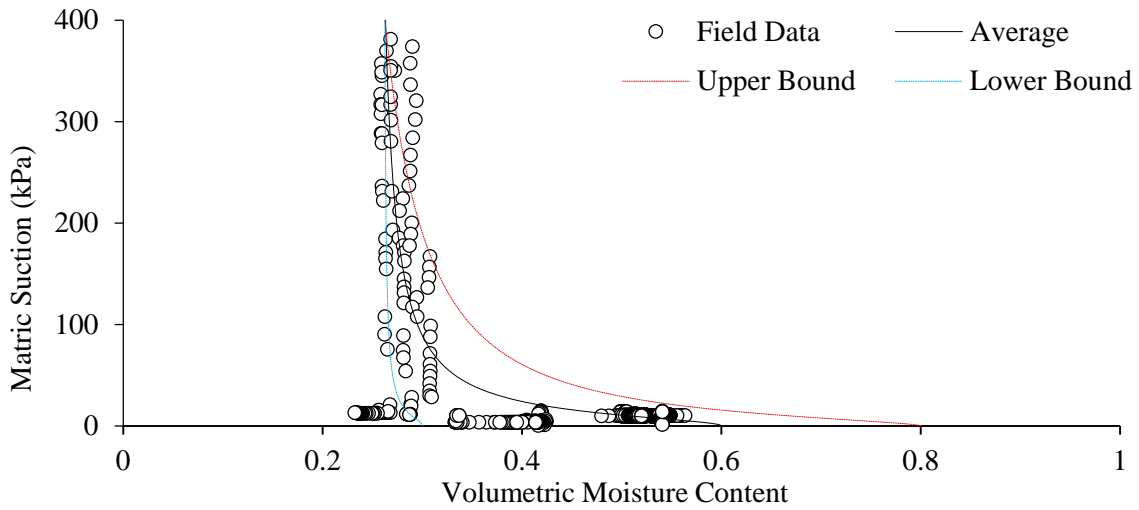 400
300
200
100
0
Matric Suction (kPa)
Field Data
Average
Upper Bound
Lower Bound
0
0.2
0.4
0.6
0.8
1
Volumetric Moisture Content